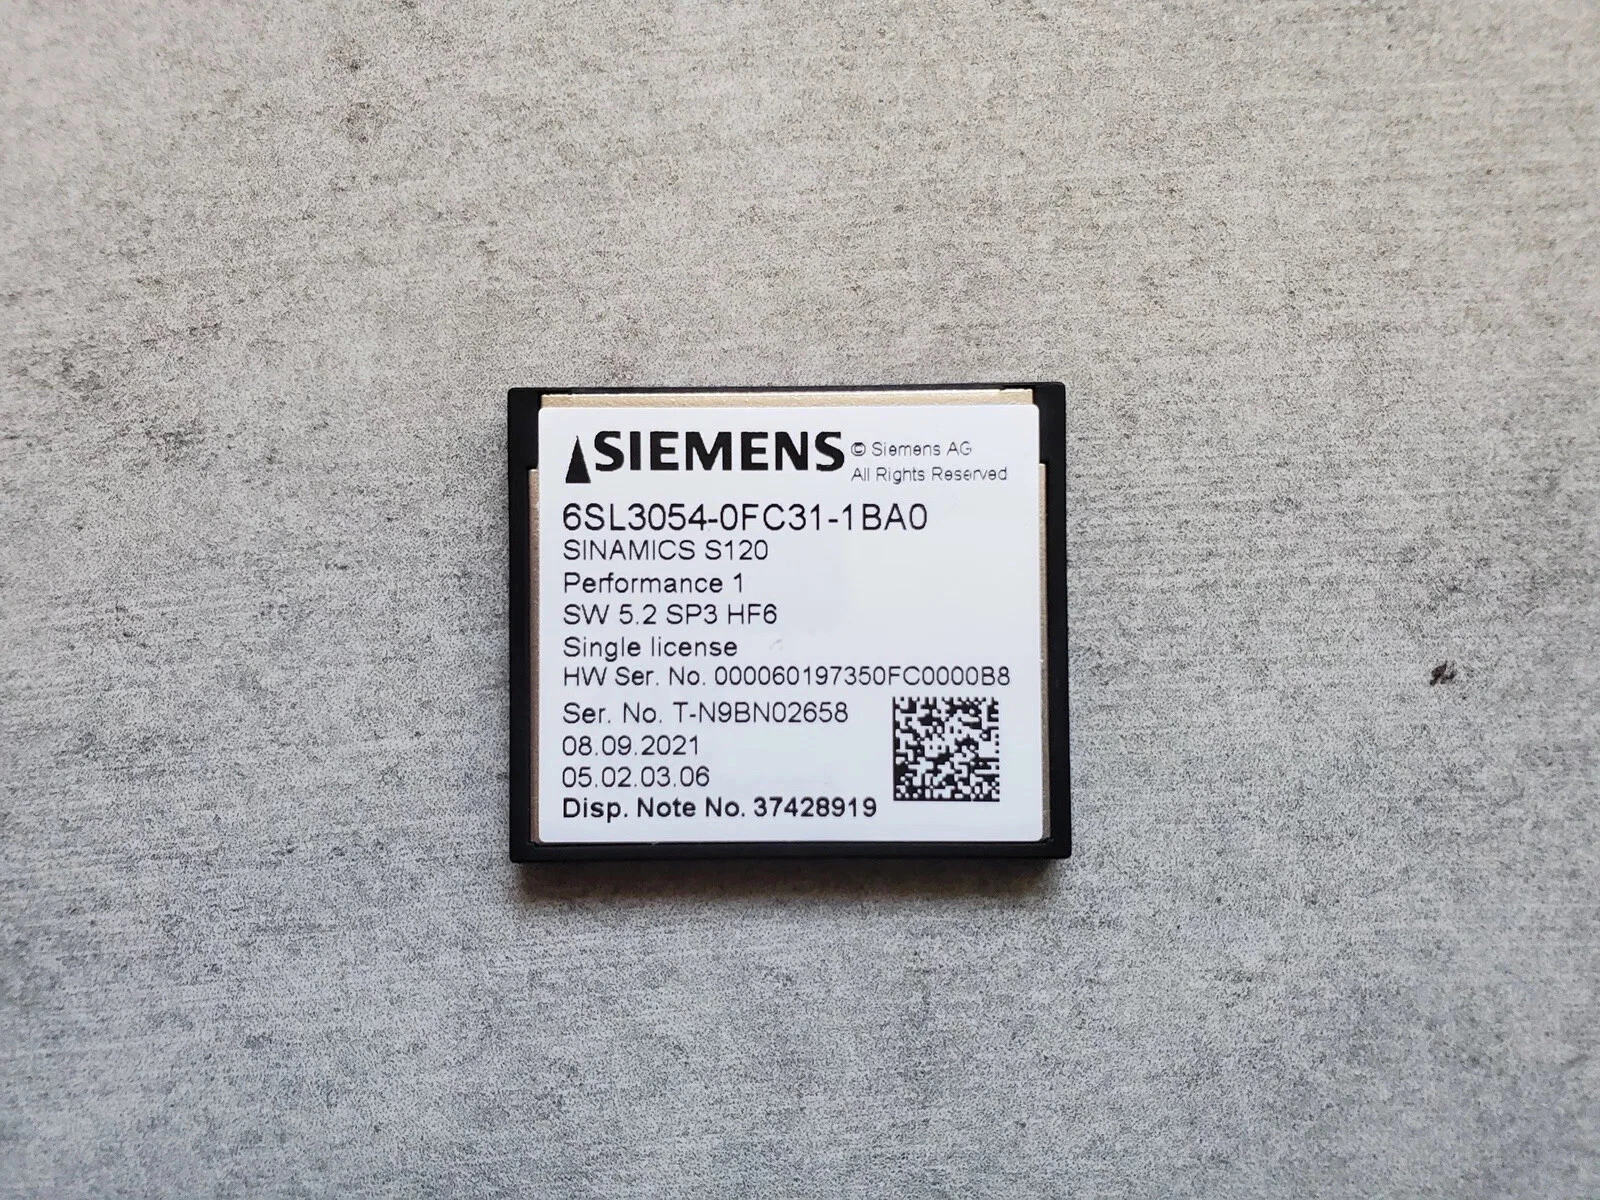 SIEMENS © Siemens AG
All Rights Reserved
6SL3054-0FC31-1BA0
SINAMICS S120
Performance 1
SW 5.2 SP3 HF6
Single license
HW Ser. No. 000060197350FC0000B8
Ser. No. T-N9BN02658
08.09.2021
05.02.03.06
Disp. Note No. 37428919